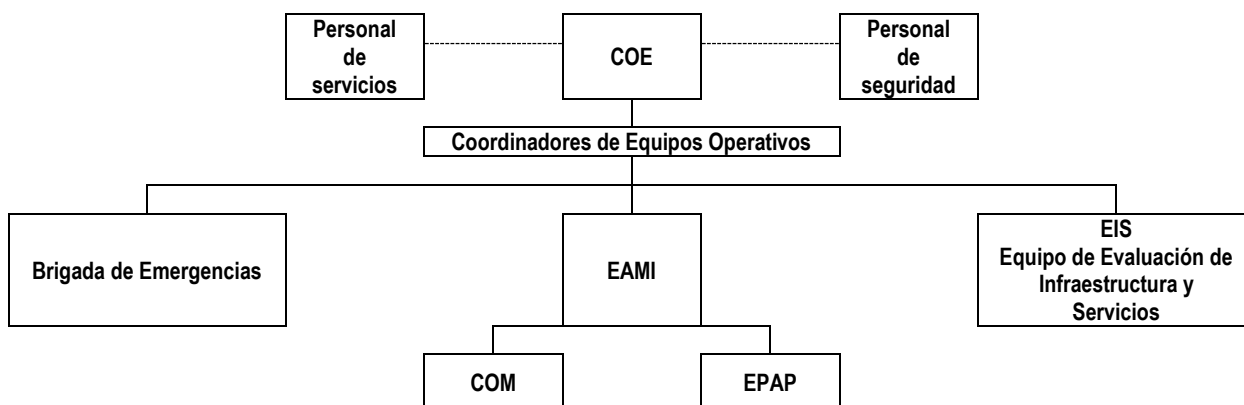 Personal
de
servicios
COE
Personal
de
seguridad
Coordinadores de Equipos Operativos
Brigada de Emergencias
EAMI
EIS
Equipo de Evaluación de
Infraestructura y
Servicios
COM
EPAP